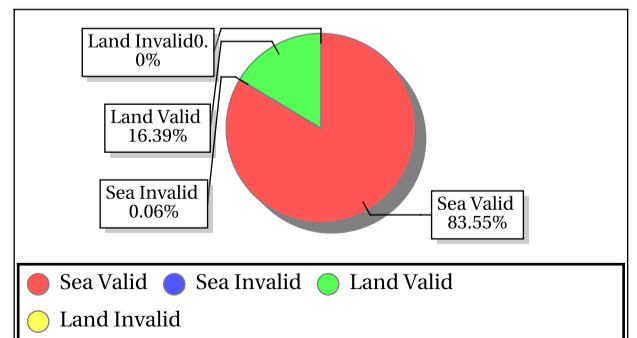 Land Invalid0.
0%
Land Valid
16.39%
Sea Invalid
0.06%
Sea Valid
83.55%
Sea Valid
Sea Invalid
Land Valid
Land Invalid